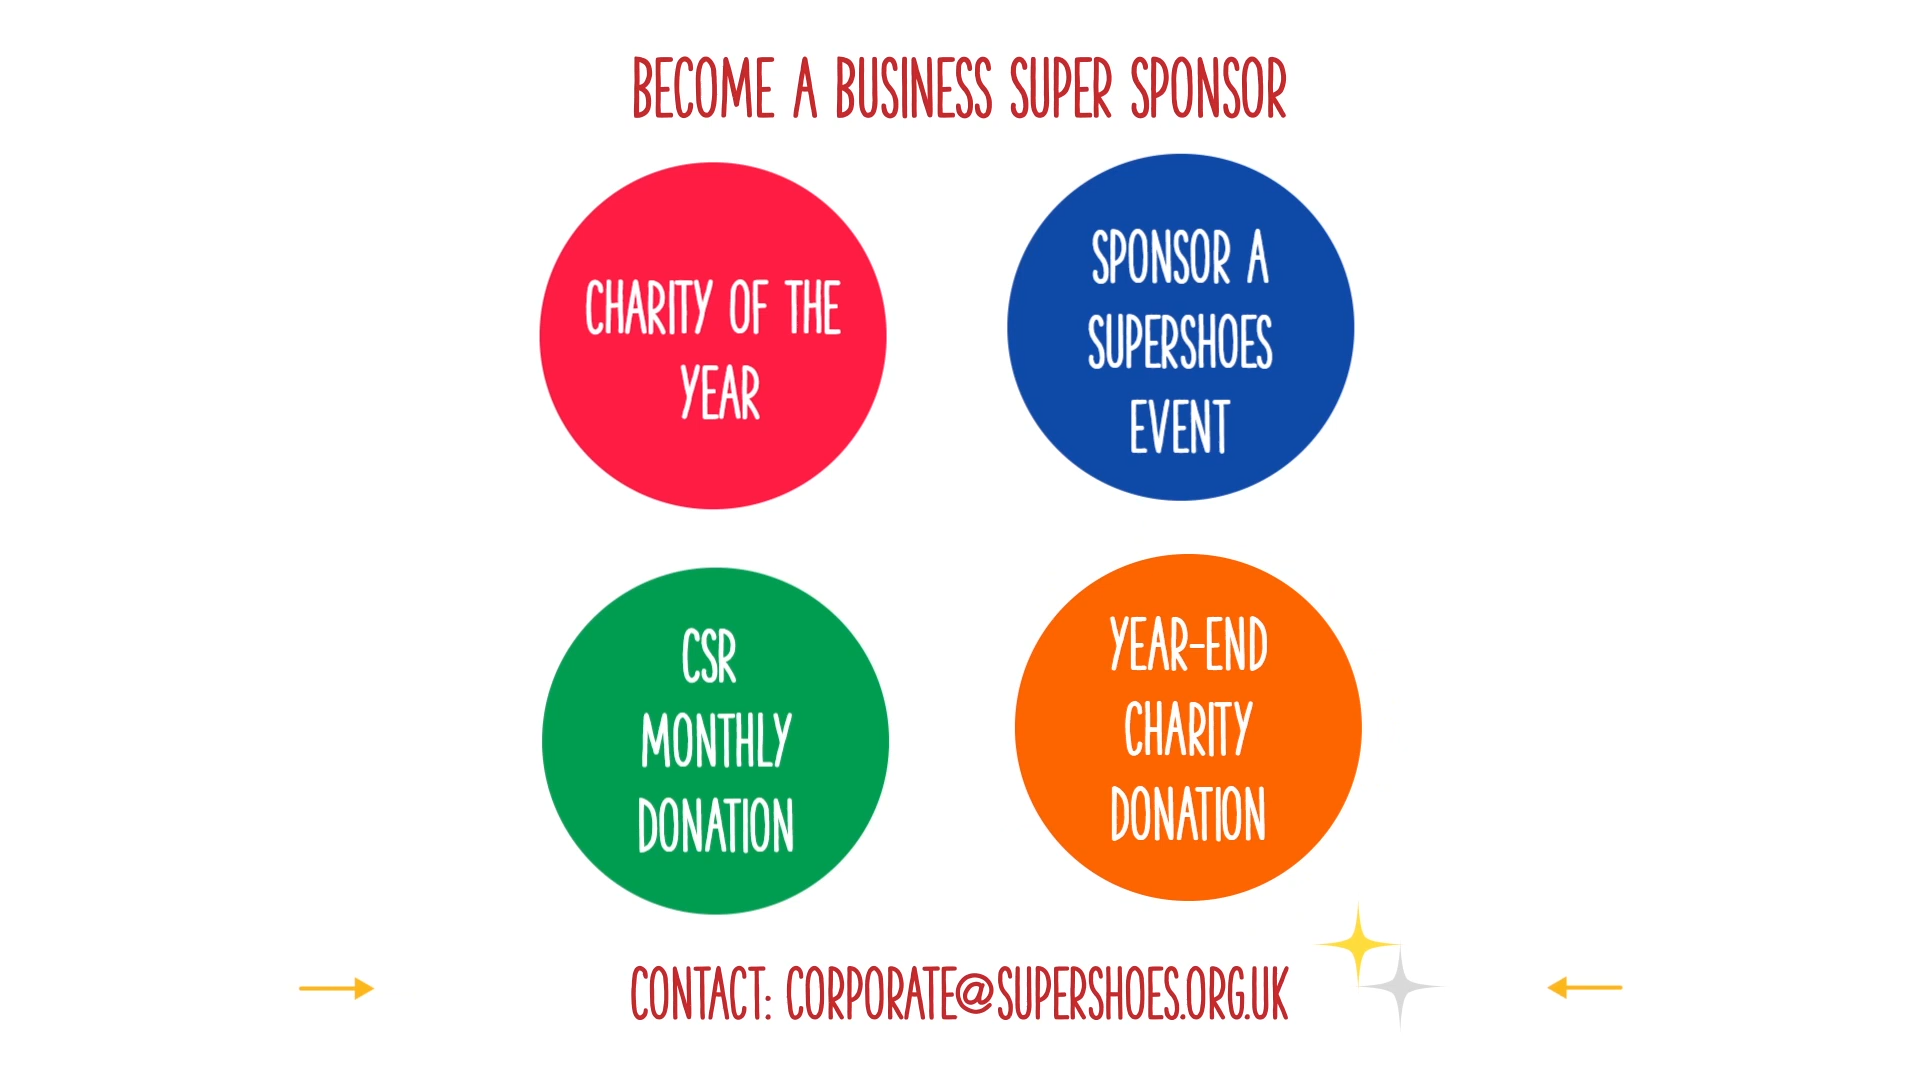 BECOME A BUSINESS SUPER SPONSOR
CHARITY OF THE
YEAR
SPONSOR A
SUPERSHOES
EVENT
CSR
MONTHLY
DONATION
YEAR-END
CHARITY
DONATION
CONTACT: CORPORATE@SUPERSHOES.ORG.UK